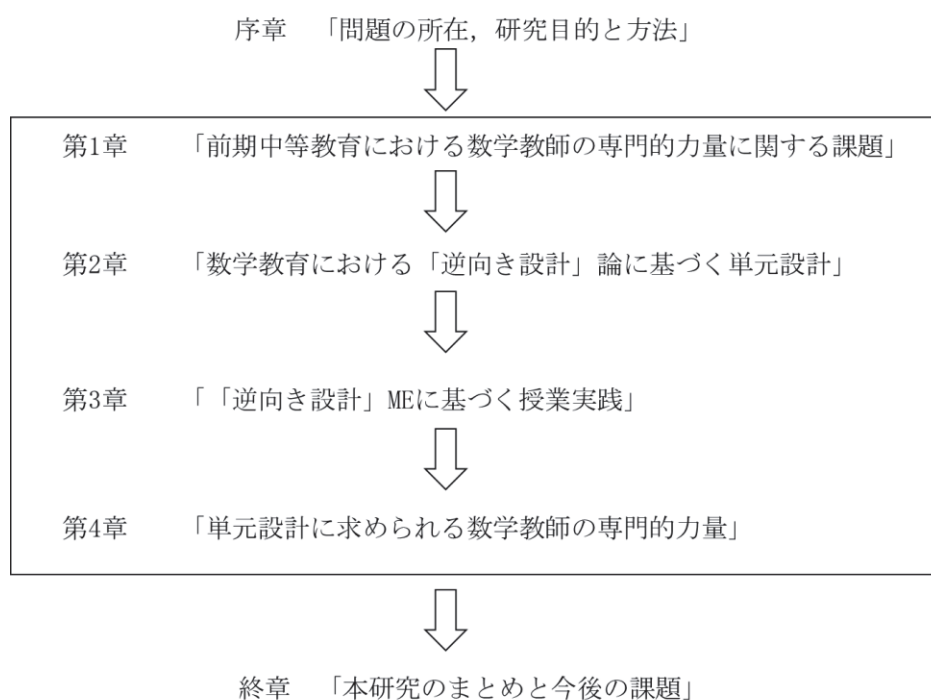 序章　「問題の所在，研究目的と方法」
第1章　「前期中等教育における数学教師の専門的力量に関する課題」
第2章　「数学教育における「逆向き設計」論に基づく単元設計」
第3章　「「逆向き設計」MEに基づく授業実践」
第4章　「単元設計に求められる数学教師の専門的力量」
終章　「本研究のまとめと今後の課題」